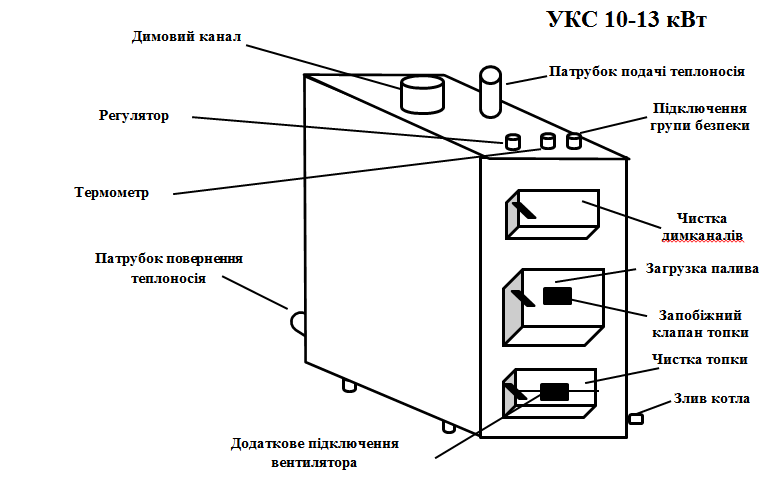 УКС 10-13 кВт
Димовий канал
Патрубок подачі теплоносія
Регулятор
Підключення
групи безпеки
Термометр
Чистка
димканалів
Патрубок повернення
теплоносія
Загрузка палива
Запобіжний
клапан топки
Чистка топки
Злив котла
Додаткове підключення
вентилятора